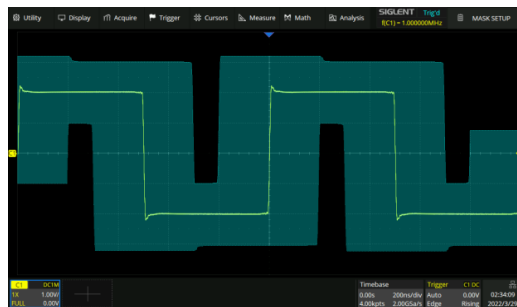 Utility Display Acquire Trigger Cursors Measure Math Analysis SIGLENT Trig'd f(C1) = 1.000000MHz MASK SETUP
C1
C1 DC1M
1X 1.00V/
FULL 0.00V
Timebase
0.00s 200ns/div
4.00kpts 2.00GSa/s
Trigger C1 DC
Auto 0.00V
Edge Rising
02:34:09
2022/3/29